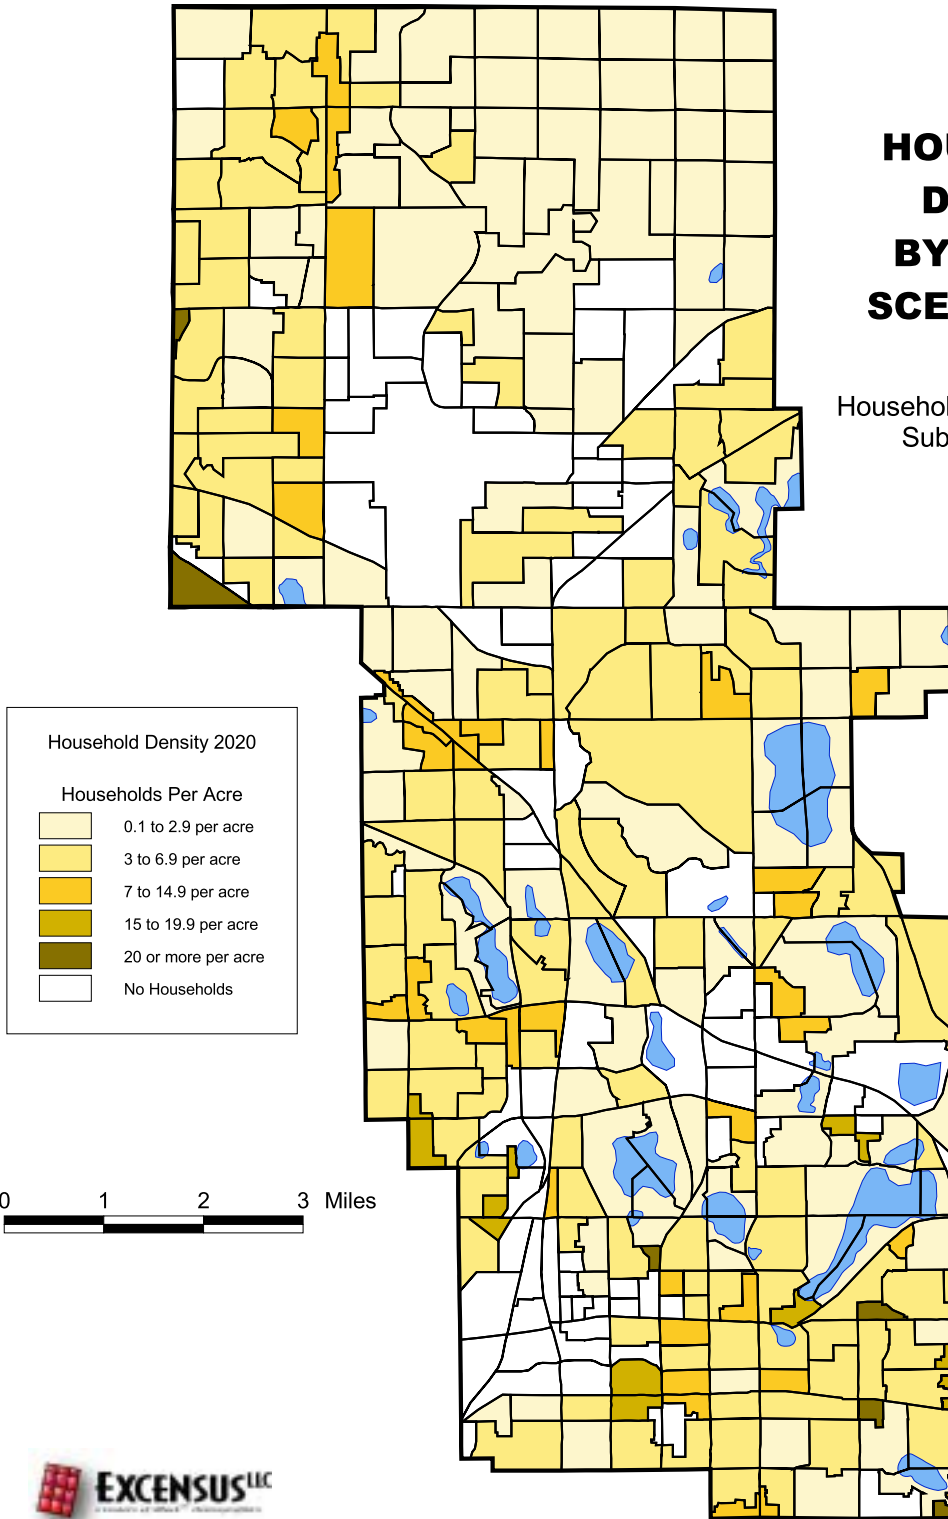 HOU
D
BY
SCE
Househol
Sub
Household Density 2020
Households Per Acre
0.1 to 2.9 per acre
3 to 6.9 per acre
7 to 14.9 per acre
15 to 19.9 per acre
20 or more per acre
No Households
0 1 2 3 Miles
EXCENSUS LLC